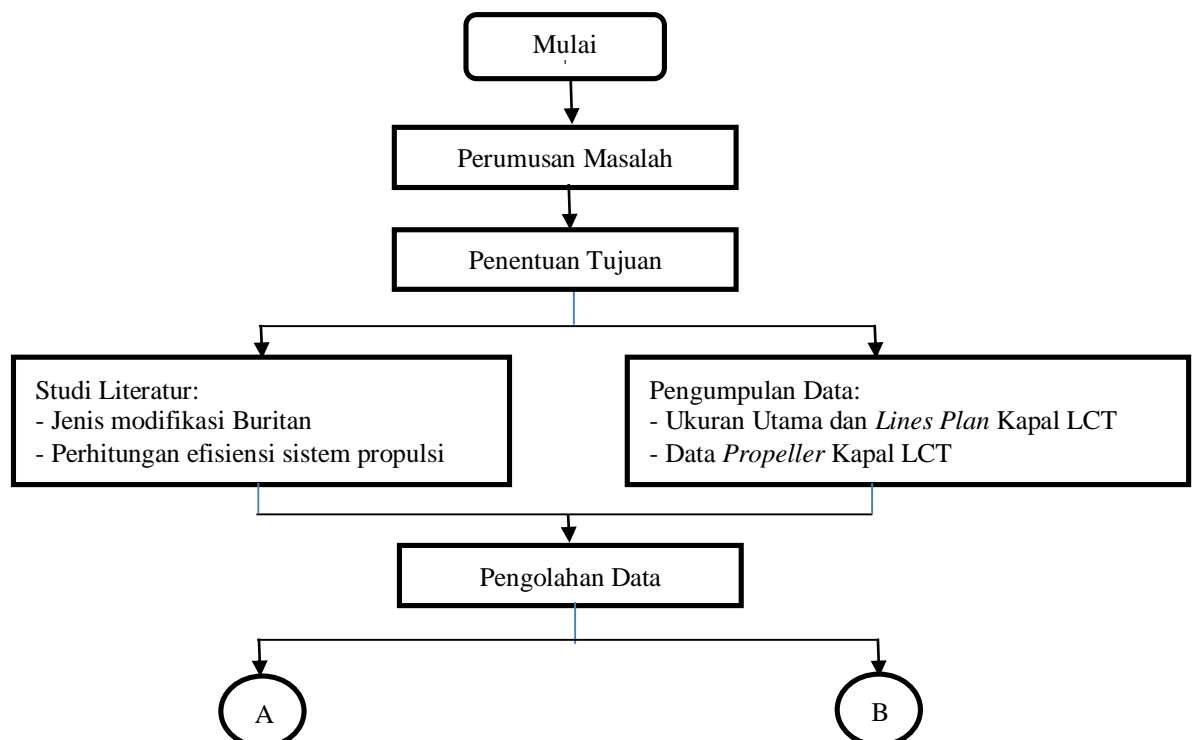 Mulai
Perumusan Masalah
Penentuan Tujuan
Studi Literatur:
- Jenis modifikasi Buritan
- Perhitungan efisiensi sistem propulsi
Pengumpulan Data:
- Ukuran Utama dan Lines Plan Kapal LCT
- Data Propeller Kapal LCT
Pengolahan Data
A
B